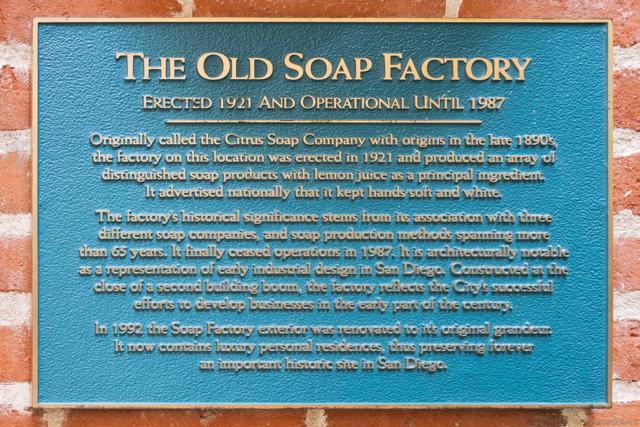 THE OLD SOAP FACTORY
ERECTED 1921 AND OPERATIONAL UNTIL 1987
Originally called the Citrus Soap Company with origins in the late 1890's,
the factory on this location was erected in 1921 and produced an array of
distinguished soap products with lemon juice as a principal ingredient.
It advertised nationally that it kept hands soft and white.
The factory's historical significance stems from its association with three
different soap companies, and soap production methods spanning more
than 65 years. It finally ceased operations in 1987. It is architecturally notable
as a representation of early industrial design in San Diego. Constructed at the
close of a second building boom, the factory reflects the City's successful
efforts to develop businesses in the early part of the century.
In 1992 the Soap Factory exterior was renovated to it's original grandeur.
It now contains luxury personal residences, thus preserving forever
an important historic site in San Diego.